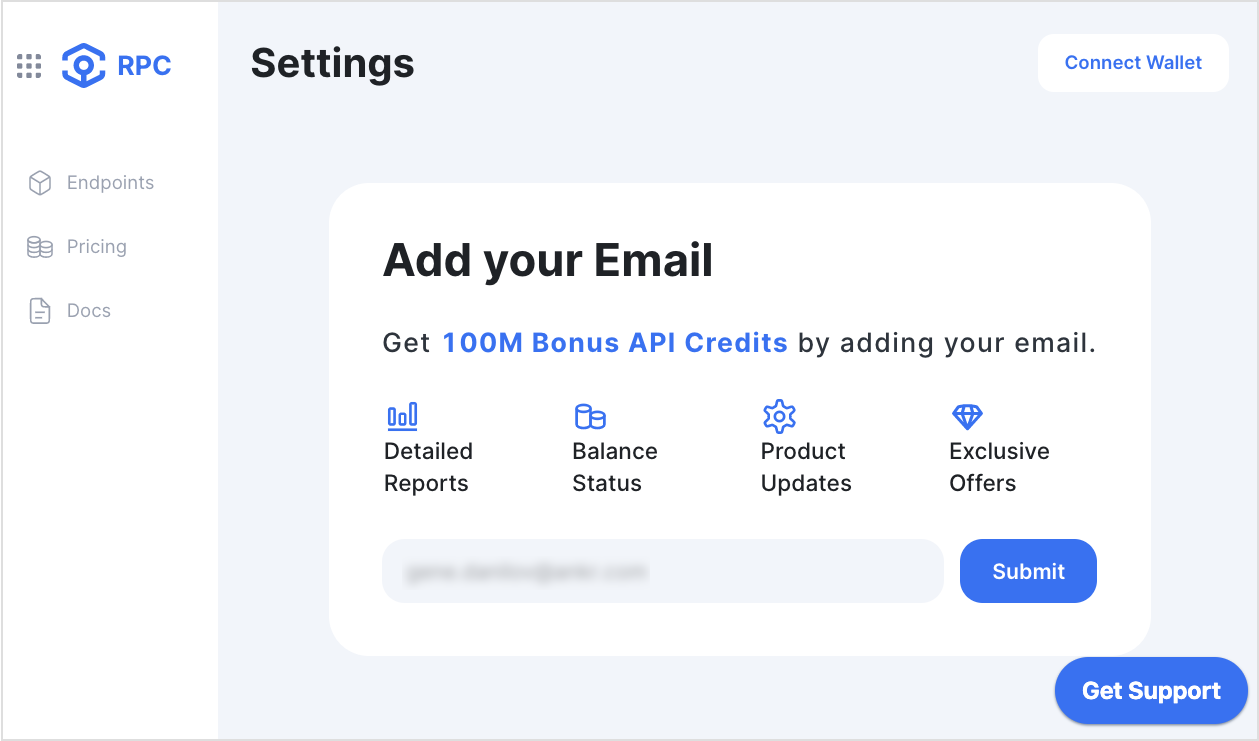 RPC
Settings
Connect Wallet
Endpoints
Pricing
Docs
Add your Email
Get 100M Bonus API Credits by adding your email.
Detailed
Reports
Balance
Status
Product
Updates
Exclusive
Offers
Submit
Get Support